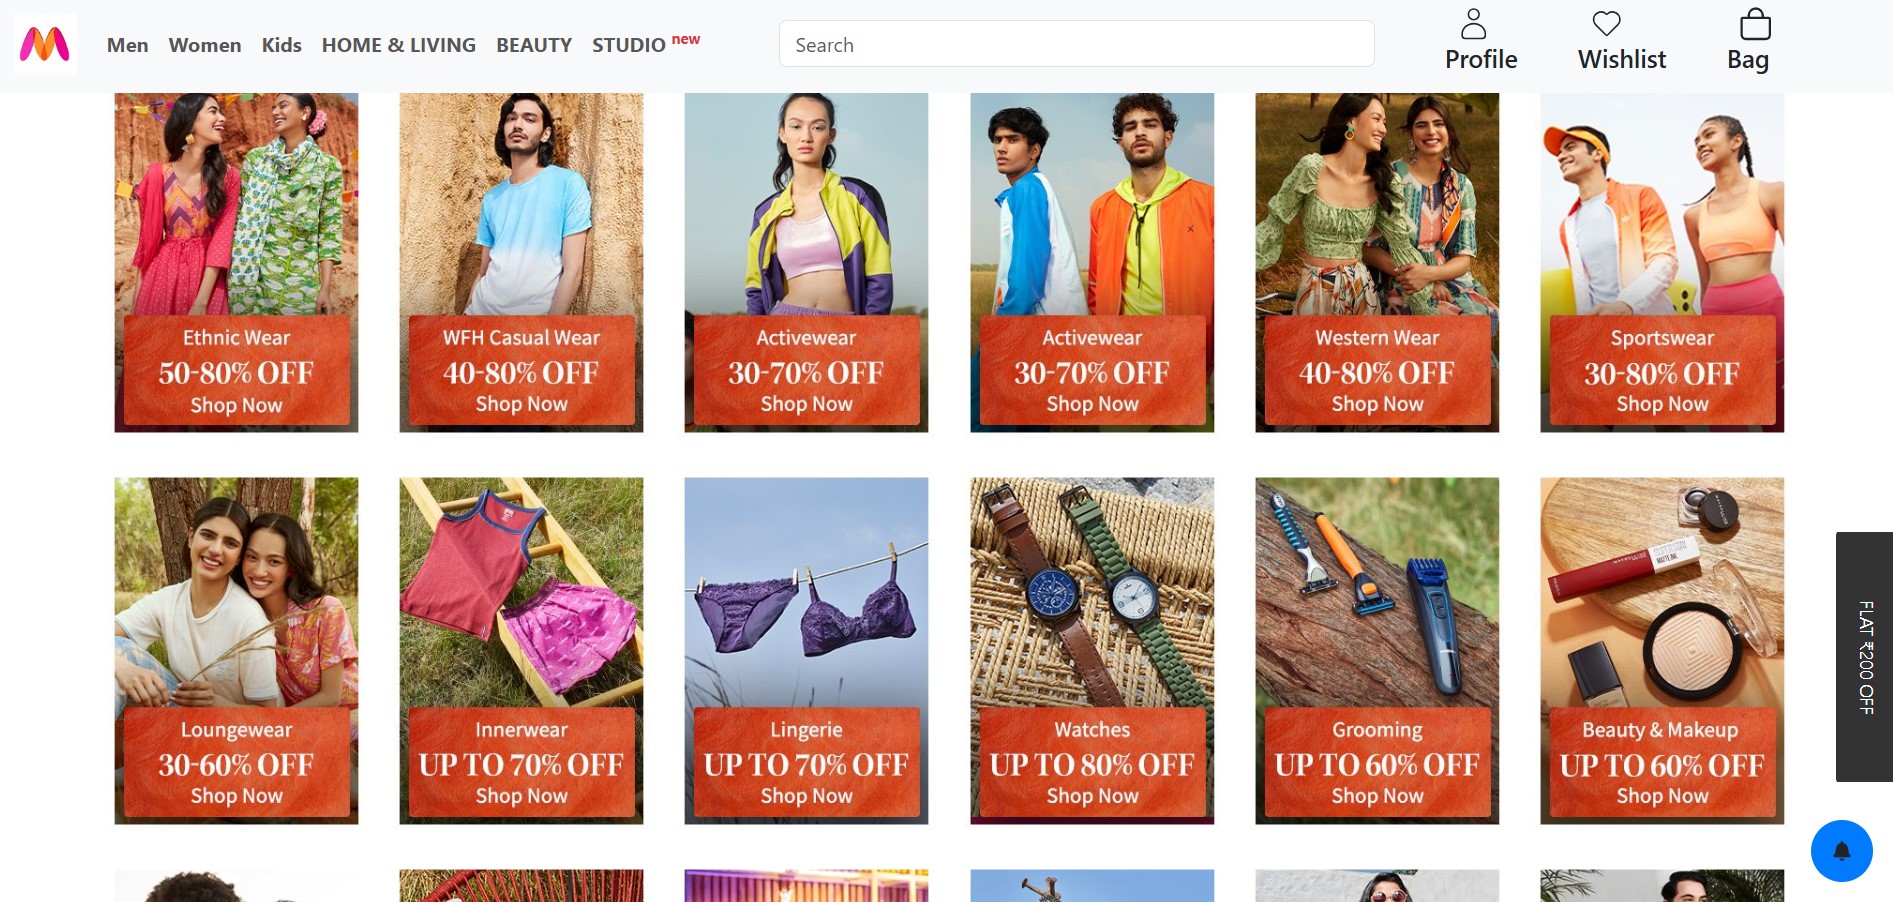 Men Women Kids HOME & LIVING BEAUTY STUDIO new
Search
Profile Wishlist Bag
Ethnic Wear
50-80% OFF
Shop Now
WFH Casual Wear
40-80% OFF
Shop Now
Activewear
30-70% OFF
Shop Now
Activewear
30-70% OFF
Shop Now
Western Wear
40-80% OFF
Shop Now
Sportswear
30-80% OFF
Shop Now
Loungewear
30-60% OFF
Shop Now
Innerwear
UP TO 70% OFF
Shop Now
Lingerie
UP TO 70% OFF
Shop Now
Watches
UP TO 80% OFF
Shop Now
Grooming
UP TO 60% OFF
Shop Now
Beauty & Makeup
UP TO 60% OFF
Shop Now
FLAT ₹200 OFF